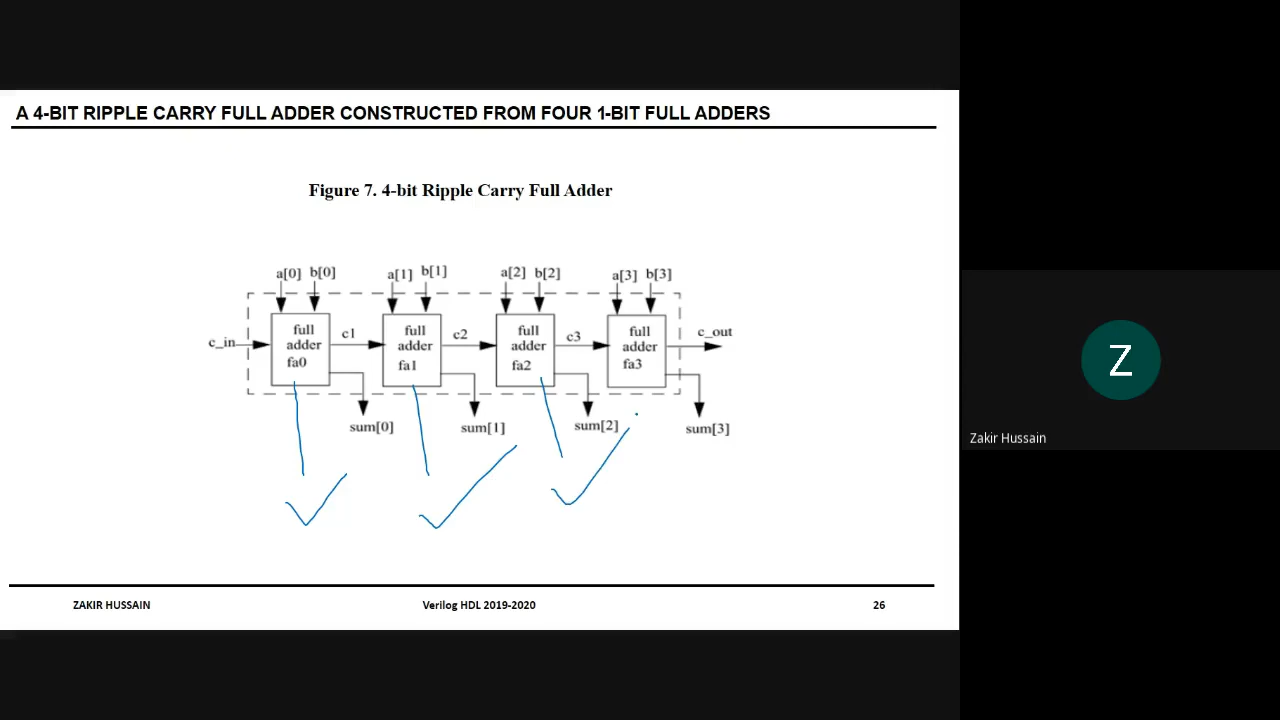 A 4-BIT RIPPLE CARRY FULL ADDER CONSTRUCTED FROM FOUR 1-BIT FULL ADDERS
Figure 7. 4-bit Ripple Carry Full Adder
a[0] b[0] a[1] b[1] a[2] b[2] a[3] b[3]
c_in full adder fa0 c1 full adder fa1 c2 full adder fa2 c3 full adder fa3 c_out
sum[0] sum[1] sum[2] sum[3]
ZAKIR HUSSAIN Verilog HDL 2019-2020 26
Z
Zakir Hussain